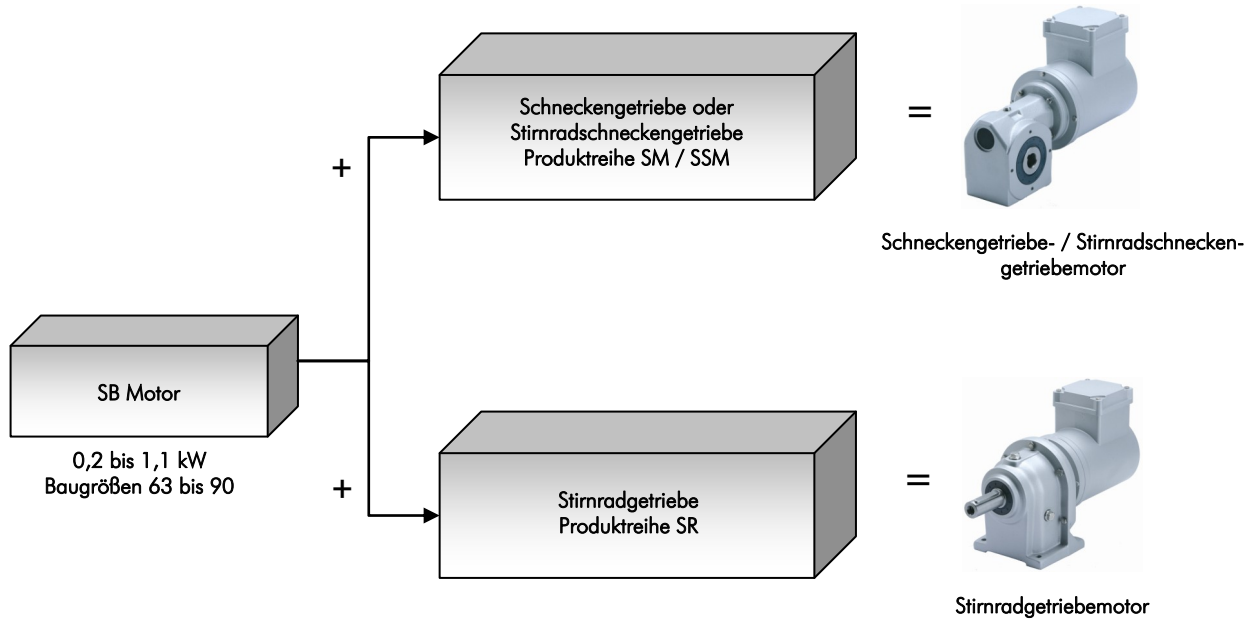 Schneckengetriebe oder
Stirnradschneckengetriebe
Produktreihe SM / SSM
=
+
Schneckengetriebe- / Stirnradschnecken-
getriebemotor
SB Motor
0,2 bis 1,1 kW
Baugrößen 63 bis 90
+
Stirnradgetriebe
Produktreihe SR
=
Stirnradgetriebemotor